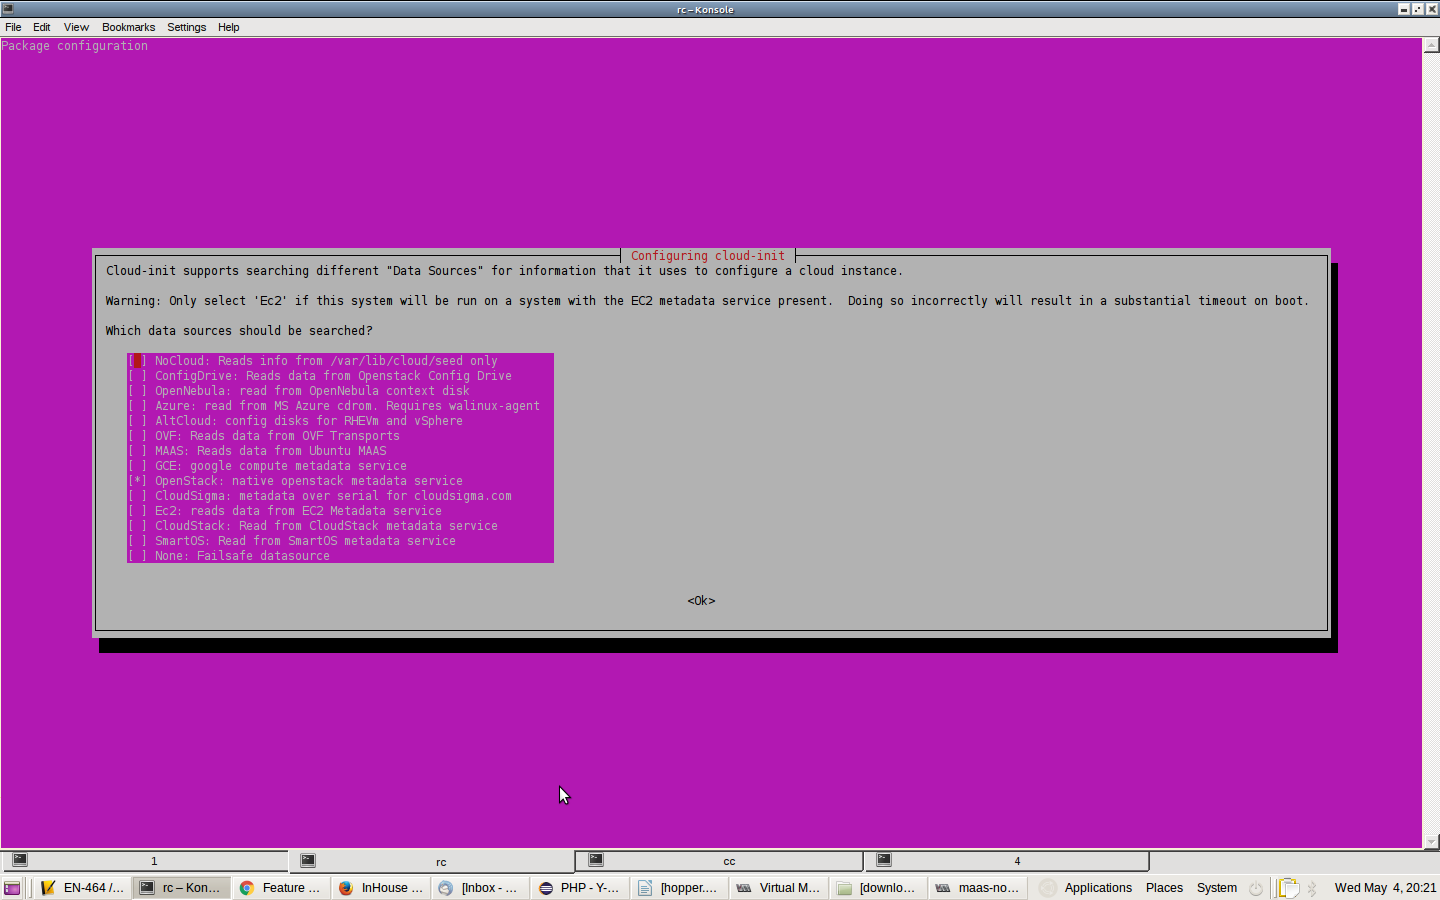 rc – Konsole
File Edit View Bookmarks Settings Help
Package configuration
Configuring cloud-init
Cloud-init supports searching different "Data Sources" for information that it uses to configure a cloud instance.
Warning: Only select 'Ec2' if this system will be run on a system with the EC2 metadata service present.  Doing so incorrectly will result in a substantial timeout on boot.
Which data sources should be searched?
[ ] NoCloud: Reads info from /var/lib/cloud/seed only
[ ] ConfigDrive: Reads data from Openstack Config Drive
[ ] OpenNebula: read from OpenNebula context disk
[ ] Azure: read from MS Azure cdrom. Requires walinux-agent
[ ] AltCloud: config disks for RHEVm and vSphere
[ ] OVF: Reads data from OVF Transports
[ ] MAAS: Reads data from Ubuntu MAAS
[ ] GCE: google compute metadata service
[*] OpenStack: native openstack metadata service
[ ] CloudSigma: metadata over serial for cloudsigma.com
[ ] Ec2: reads data from EC2 Metadata service
[ ] CloudStack: Read from CloudStack metadata service
[ ] SmartOS: Read from SmartOS metadata service
[ ] None: Failsafe datasource
<Ok>
1 rc cc 4
EN-464 /... rc – Kon... Feature ... InHouse ... [Inbox - ... PHP - Y-... [hopper.... Virtual M... [downlo... maas-no... Applications Places System Wed May  4, 20:21